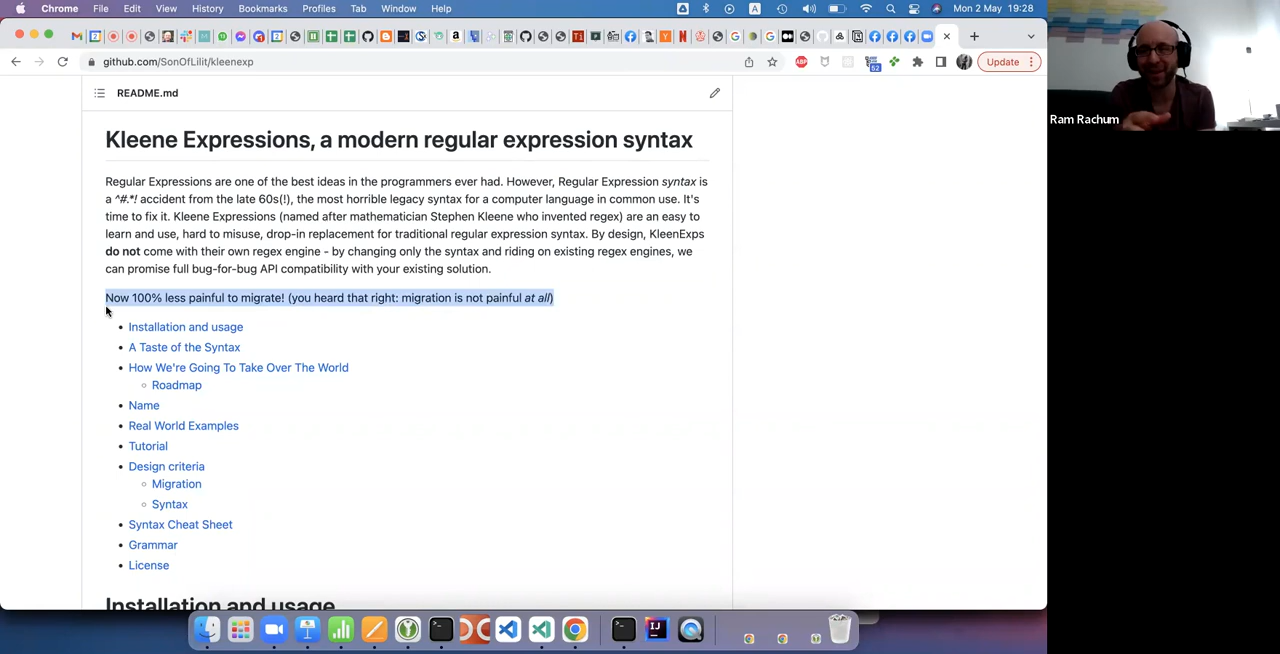 Chrome File Edit View History Bookmarks Profiles Tab Window Help A Mon 2 May 19:28
github.com/SonOfLilit/kleenexp ABP 52 Update
README.md
Kleene Expressions, a modern regular expression syntax
Regular Expressions are one of the best ideas in the programmers ever had. However, Regular Expression syntax is
a ^#.*! accident from the late 60s(!), the most horrible legacy syntax for a computer language in common use. It's
time to fix it. Kleene Expressions (named after mathematician Stephen Kleene who invented regex) are an easy to
learn and use, hard to misuse, drop-in replacement for traditional regular expression syntax. By design, KleenExps
do not come with their own regex engine - by changing only the syntax and riding on existing regex engines, we
can promise full bug-for-bug API compatibility with your existing solution.
Now 100% less painful to migrate! (you heard that right: migration is not painful at all)
Installation and usage
A Taste of the Syntax
How We're Going To Take Over The World
Roadmap
Name
Real World Examples
Tutorial
Design criteria
Migration
Syntax
Syntax Cheat Sheet
Grammar
License
Installation and usage
Ram Rachum
IJ